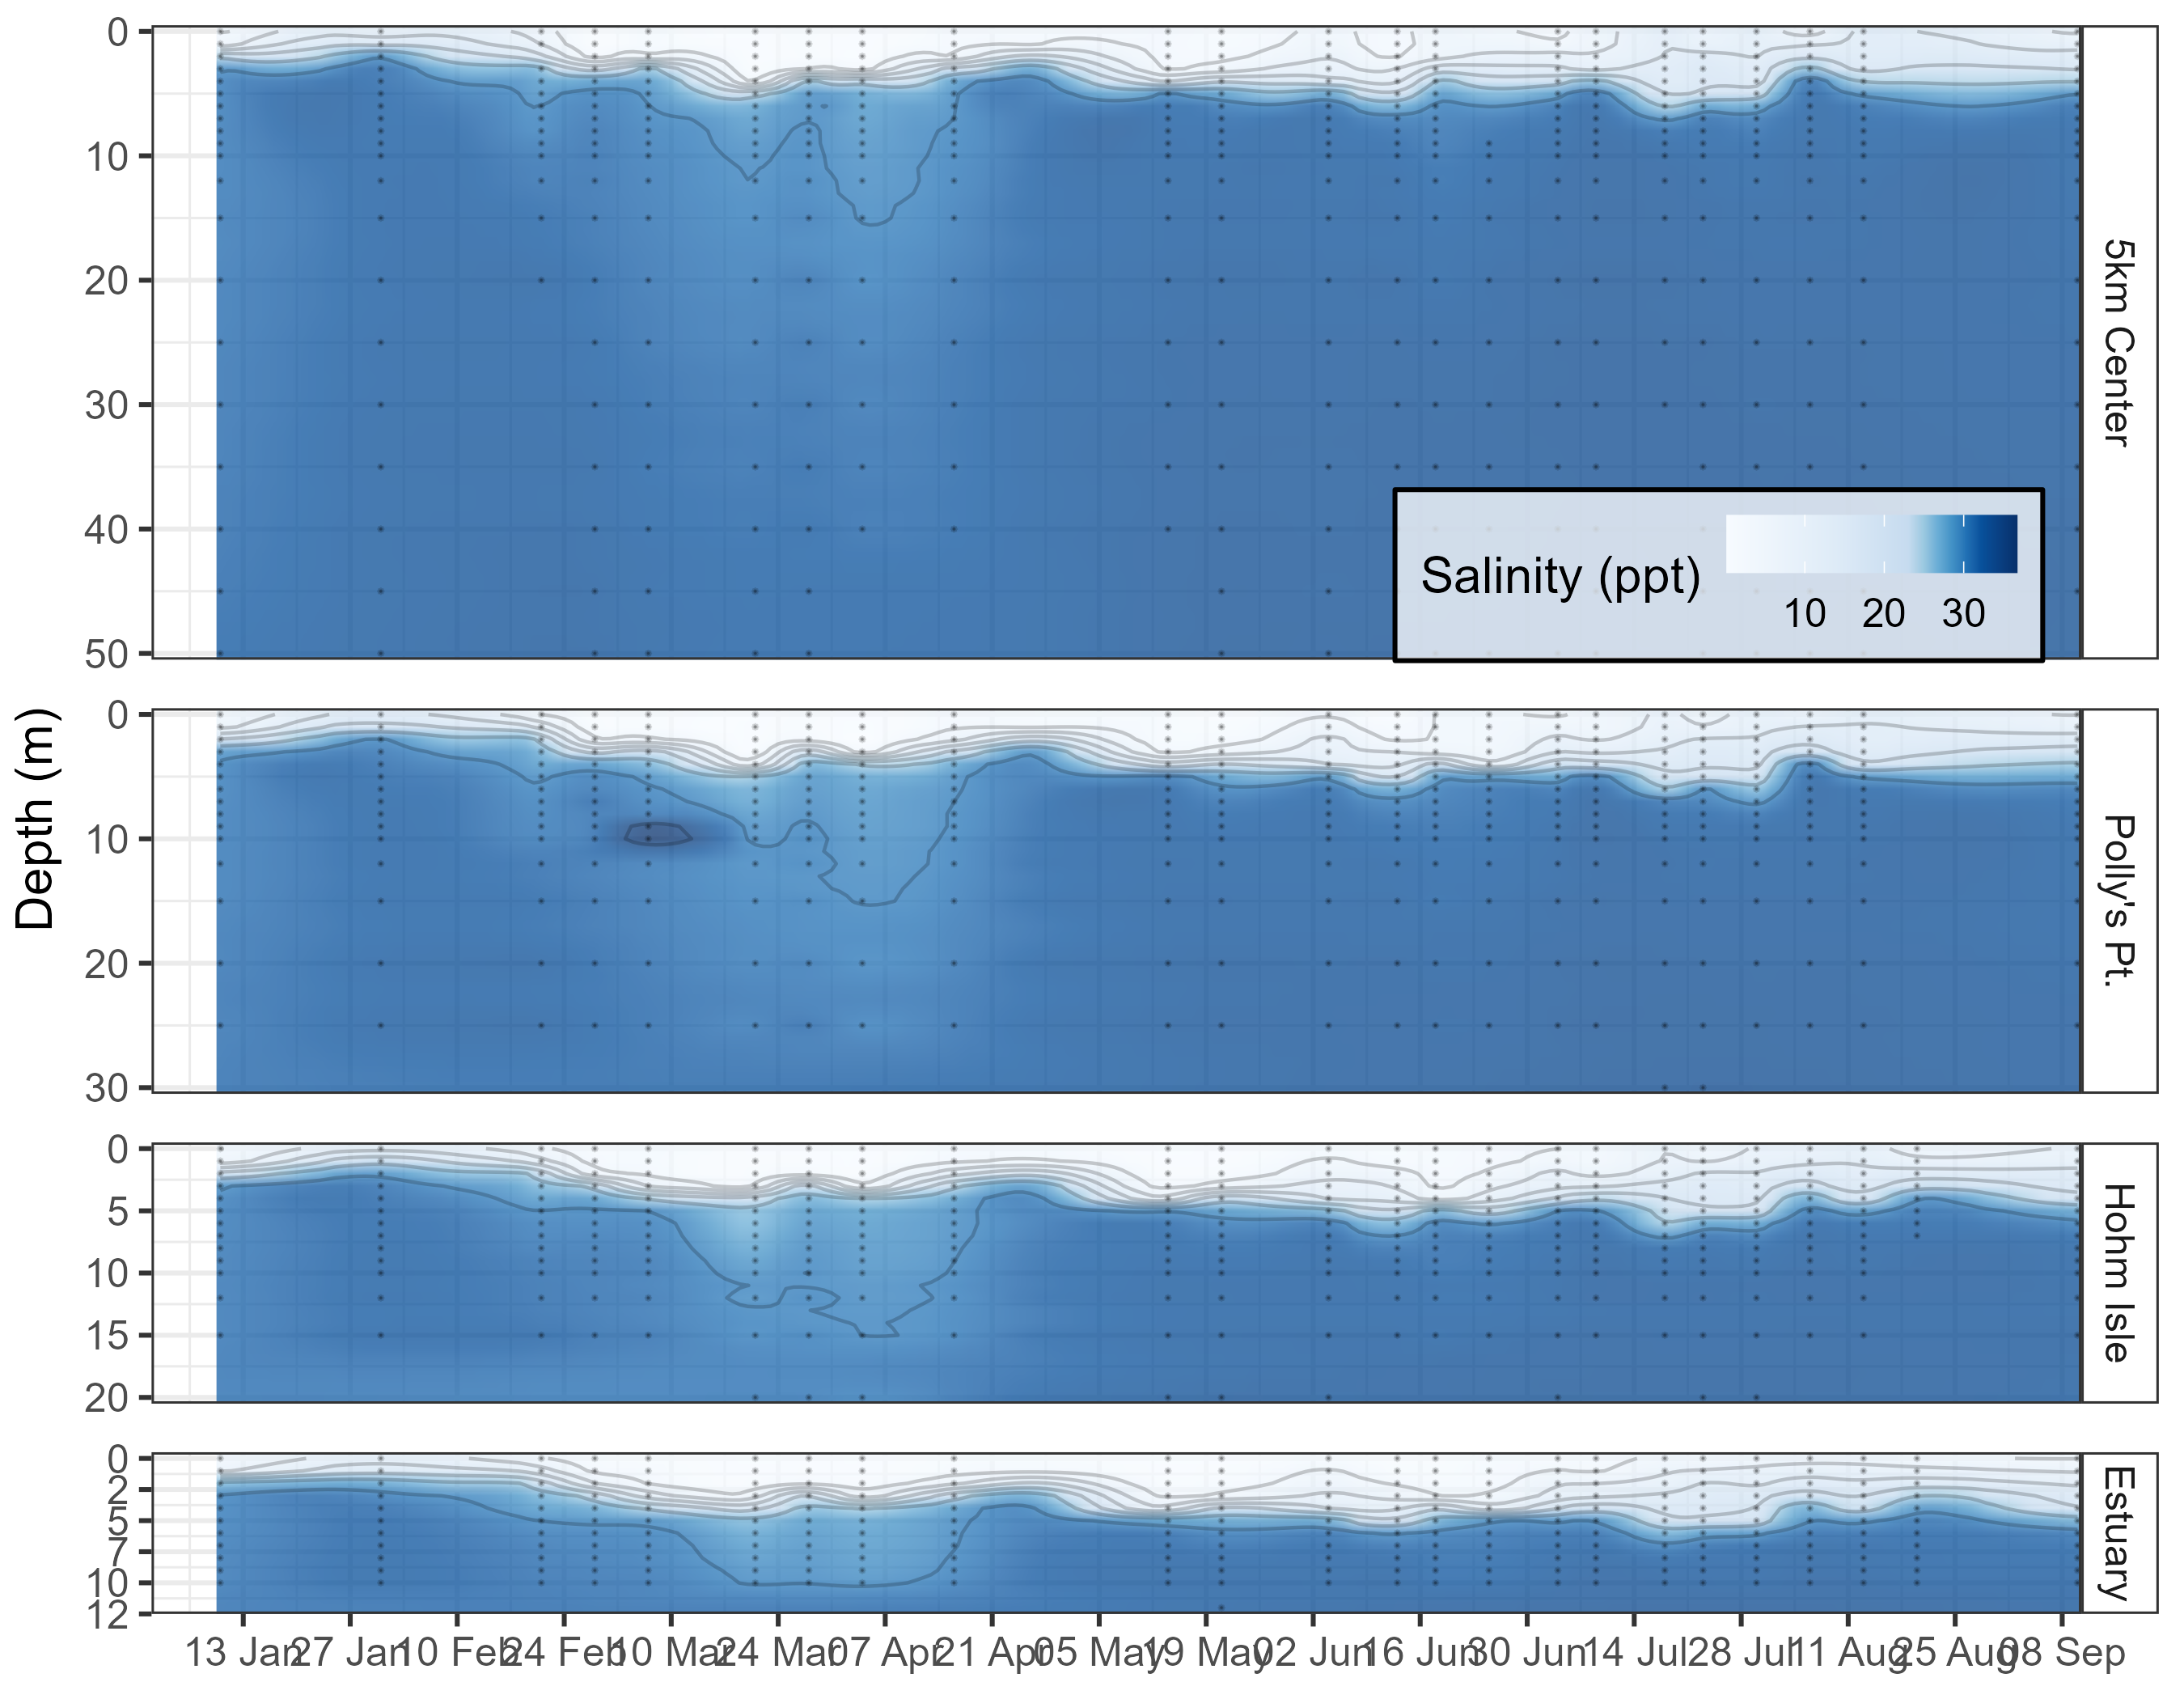 0
10
20
30
40
50
5km Center
Salinity (ppt)
10 20 30
Depth (m)
0
10
20
30
Polly's Pt.
0
5
10
15
20
Hohm Isle
0
2
5
7
10
12
Estuary
13 Jan 27 Jan 10 Feb 24 Feb 10 Mar 24 Mar 07 Apr 21 Apr 05 May 19 May 02 Jun 16 Jun 30 Jun 14 Jul 28 Jul 11 Aug 25 Aug 08 Sep